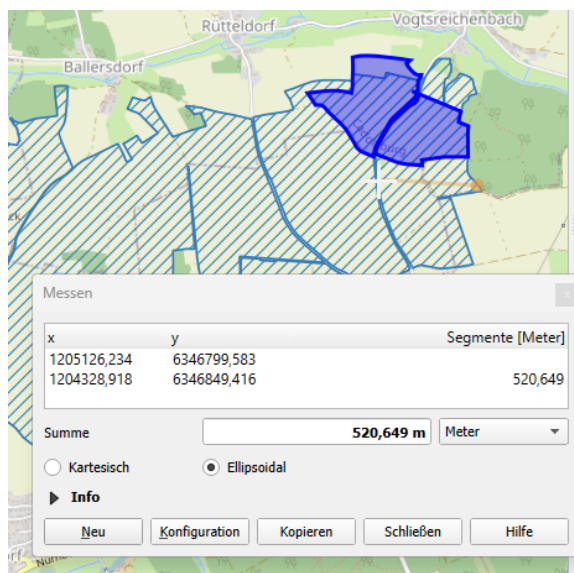 Rütteldorf
Vogtsreichenbach
Ballersdorf
Messen
x y Segmente [Meter]
1205126,234 6346799,583
1204328,918 6346849,416 520,649
Summe 520,649 m Meter
Kartesisch Ellipsoidal
Info
Neu Konfiguration Kopieren Schließen Hilfe